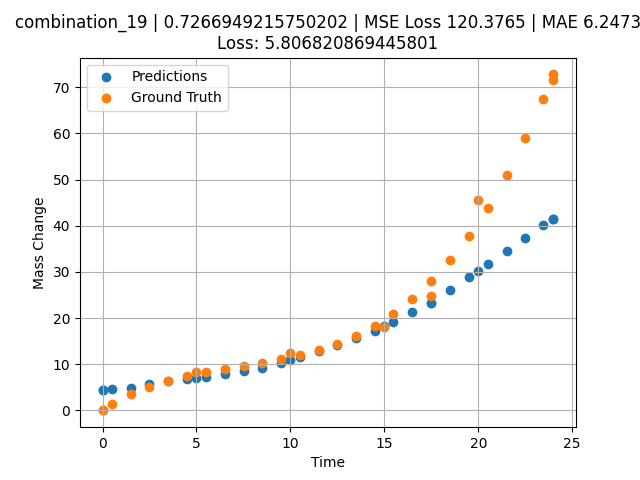 combination_19 | 0.7266949215750202 | MSE Loss 120.3765 | MAE 6.2473
Loss: 5.806820869445801
Predictions
Ground Truth
70
60
50
40
30
20
10
0
Mass Change
0
5
10
15
20
25
Time